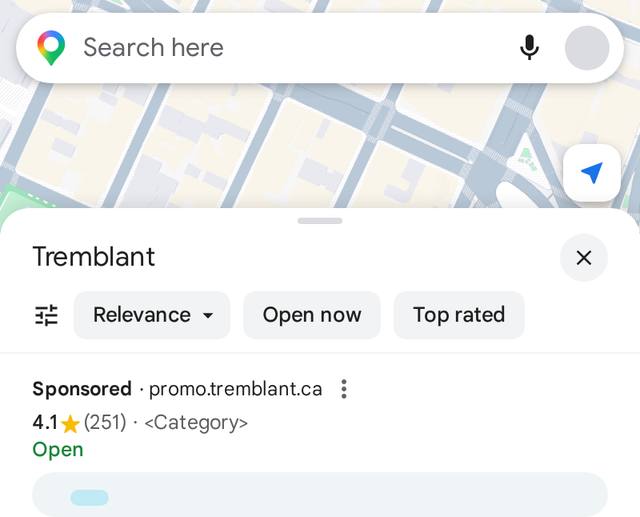 Search here
Tremblant
Relevance Open now Top rated
Sponsored · promo.tremblant.ca
4.1 (251) · <Category>
Open